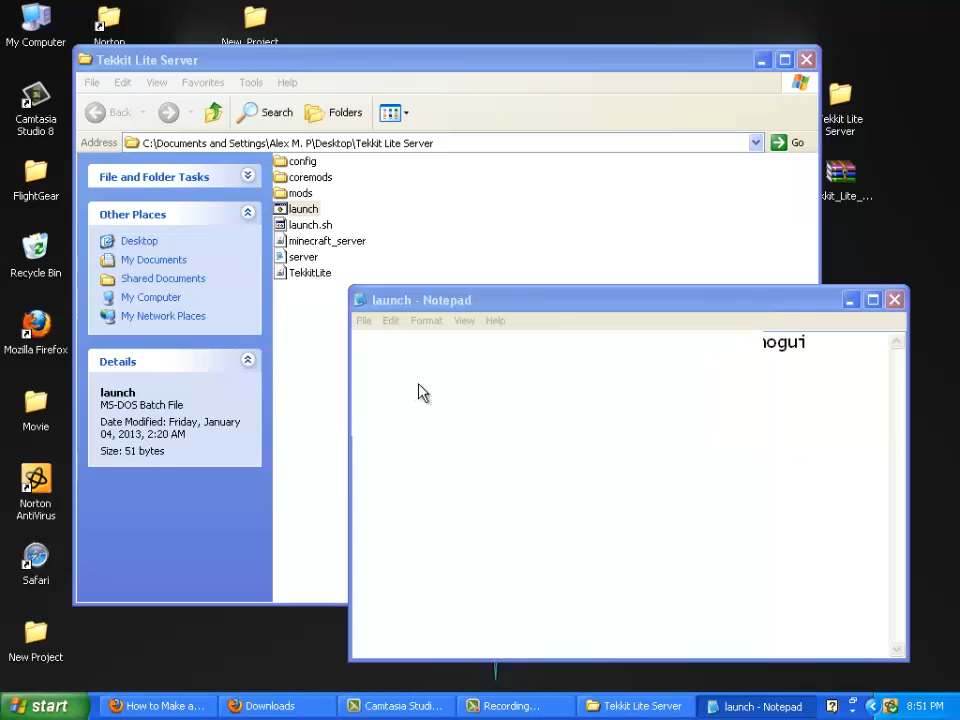 My Computer
Norton
New_Project
Tekkit Lite Server
File Edit View Favorites Tools Help
Back Search Folders
Address C:\Documents and Settings\Alex M. P\Desktop\Tekkit Lite Server Go
Camtasia
Studio 8
FlightGear
Recycle Bin
Mozilla Firefox
Movie
Norton
AntiVirus
Safari
New Project
File and Folder Tasks
Other Places
Desktop
My Documents
Shared Documents
My Computer
My Network Places
Details
launch
MS-DOS Batch File
Date Modified: Friday, January
04, 2013, 2:20 AM
Size: 51 bytes
config
coremods
mods
launch
launch.sh
minecraft_server
server
TekkitLite
launch - Notepad
File Edit Format View Help
nogui
Tekkit Lite
Server
kit_Lite_...
start How to Make a... Downloads Camtasia Studi... Recording... Tekkit Lite Server launch - Notepad 8:51 PM